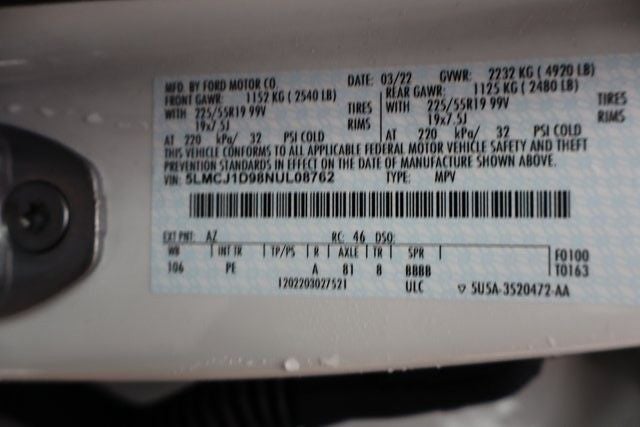 MFD. BY FORD MOTOR CO. DATE: 03/22 GVWR: 2232 KG ( 4920 LB)
FRONT GAWR: 1152 KG ( 2540 LB) REAR GAWR: 1125 KG ( 2480 LB)
WITH 225/55R19 99V TIRES WITH 225/55R19 99V TIRES
19x7.5J RIMS 19x7.5J RIMS
AT 220 kPa/ 32 PSI COLD AT 220 kPa/ 32 PSI COLD
THIS VEHICLE CONFORMS TO ALL APPLICABLE FEDERAL MOTOR VEHICLE SAFETY AND THEFT
PREVENTION STANDARDS IN EFFECT ON THE DATE OF MANUFACTURE SHOWN ABOVE.
VIN: 5LMCJ1D98NUL08762 TYPE: MPV
EXT PNT: AZ RC: 46 DSO:
WB INT TR TP/PS R AXLE TR SPR F0100
106 PE A 81 8 BBBB T0163
1202203027521 ULC ▽ 5U5A-3520472-AA